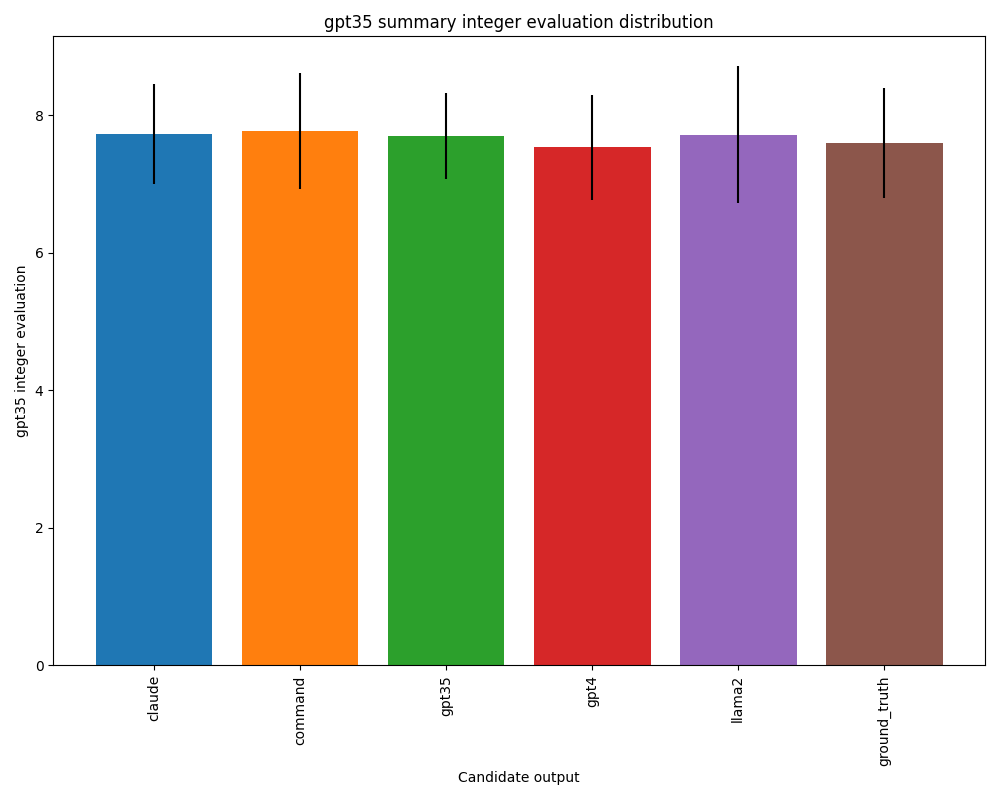 gpt35 summary integer evaluation distribution
gpt35 integer evaluation
8
6
4
2
0
claude
command
gpt35
gpt4
llama2
ground_truth
Candidate output